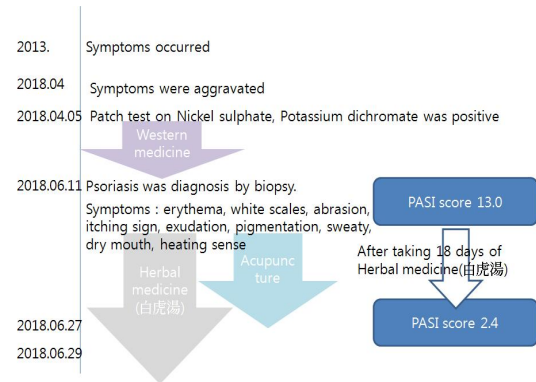 2013. Symptoms occurred
2018.04 Symptoms were aggravated
2018.04.05 Patch test on Nickel sulphate, Potassium dichromate was positive
Western
medicine
2018.06.11 Psoriasis was diagnosis by biopsy.
Symptoms : erythema, white scales, abrasion,
itching sign, exudation, pigmentation, sweaty,
dry mouth, heating sense
Herbal
medicine
(白虎湯)
Acupunc
ture
PASI score 13.0
After taking 18 days of
Herbal medicine(白虎湯)
PASI score 2.4
2018.06.27
2018.06.29